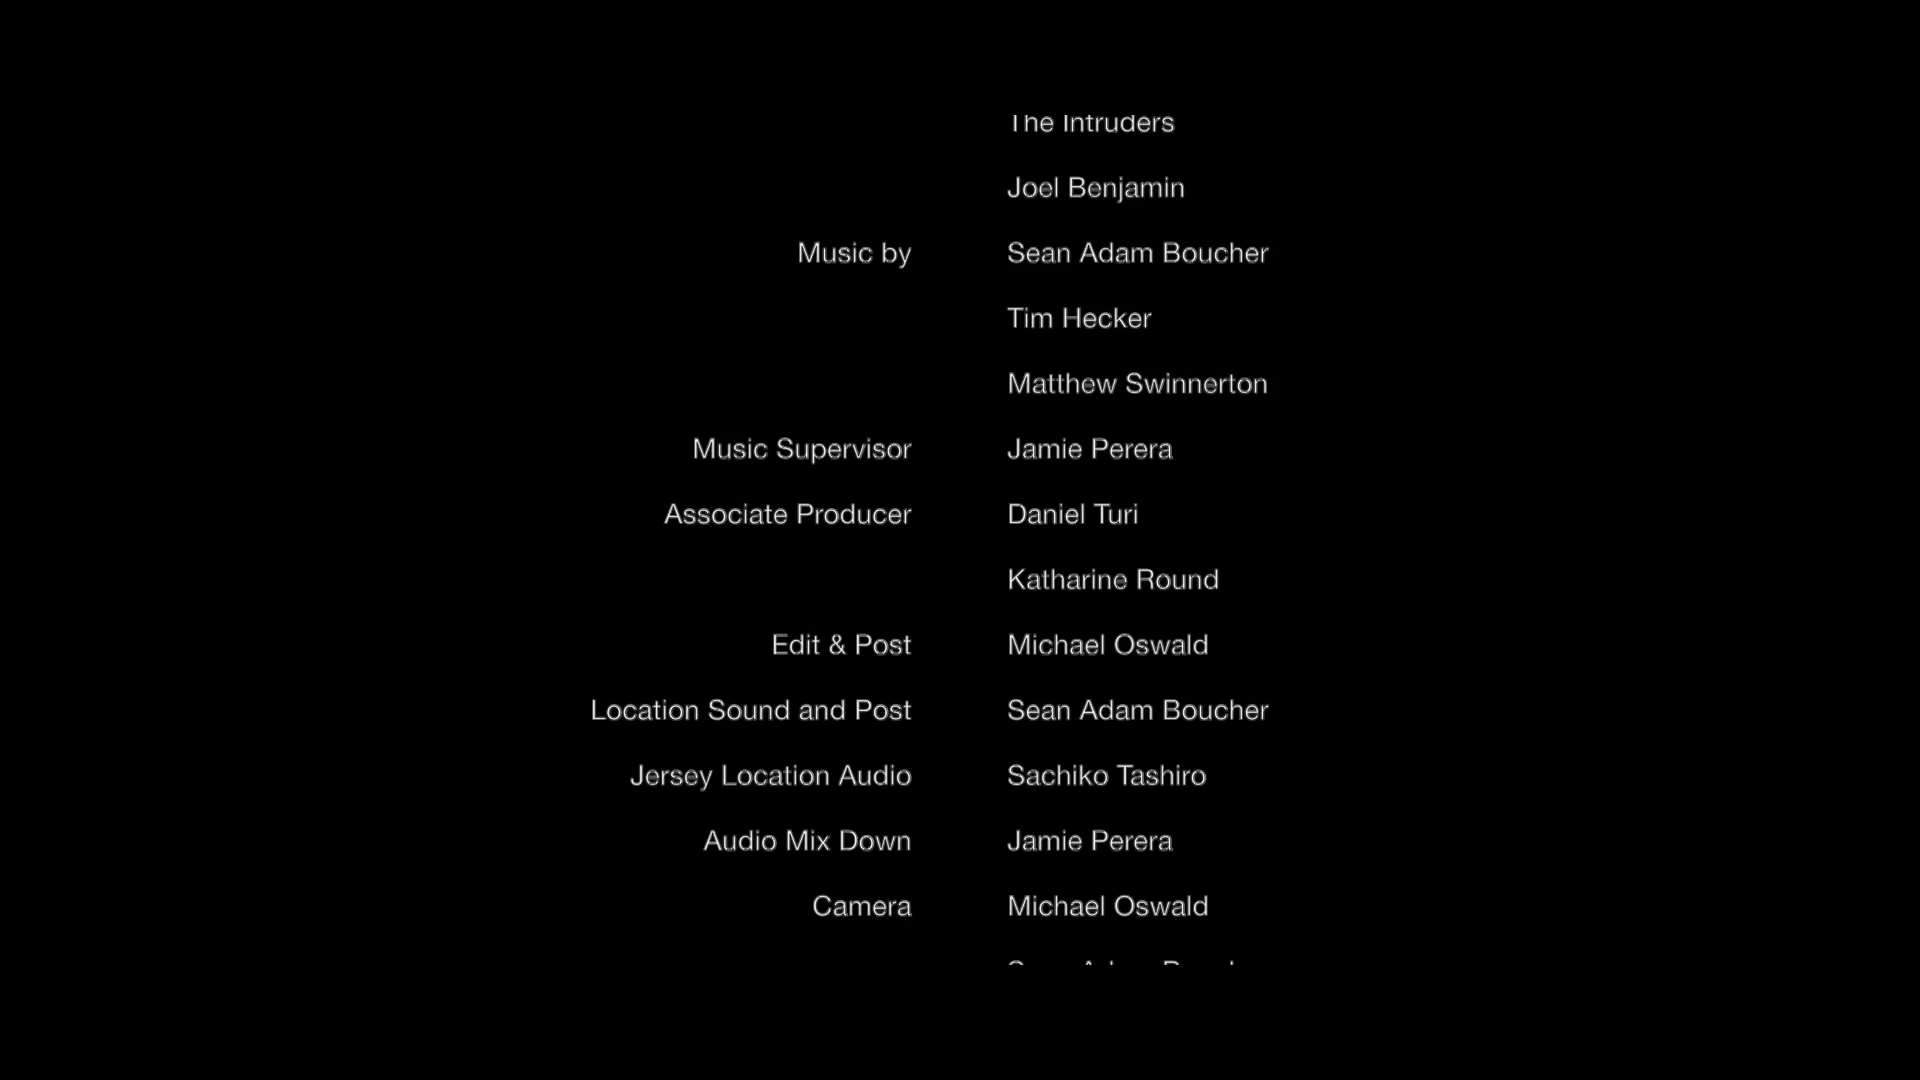 The Intruders
Joel Benjamin
Music by Sean Adam Boucher
Tim Hecker
Matthew Swinnerton
Music Supervisor Jamie Perera
Associate Producer Daniel Turi
Katharine Round
Edit & Post Michael Oswald
Location Sound and Post Sean Adam Boucher
Jersey Location Audio Sachiko Tashiro
Audio Mix Down Jamie Perera
Camera Michael Oswald